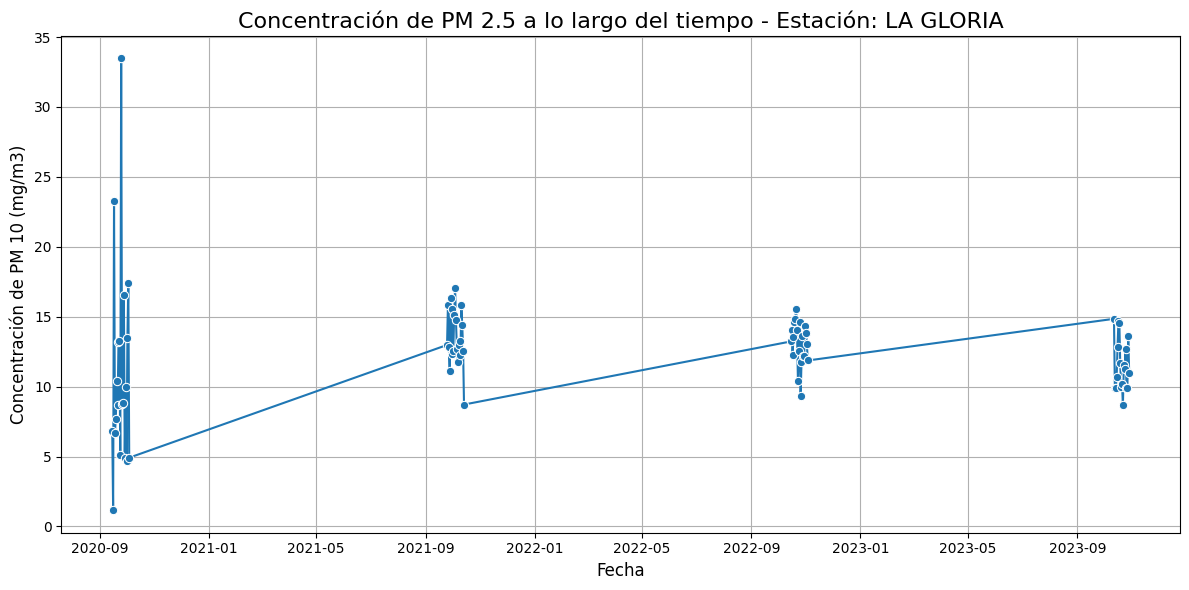 Concentración de PM 2.5 a lo largo del tiempo - Estación: LA GLORIA
Concentración de PM 10 (mg/m3)
35
30
25
20
15
10
5
0
2020-09 2021-01 2021-05 2021-09 2022-01 2022-05 2022-09 2023-01 2023-05 2023-09
Fecha